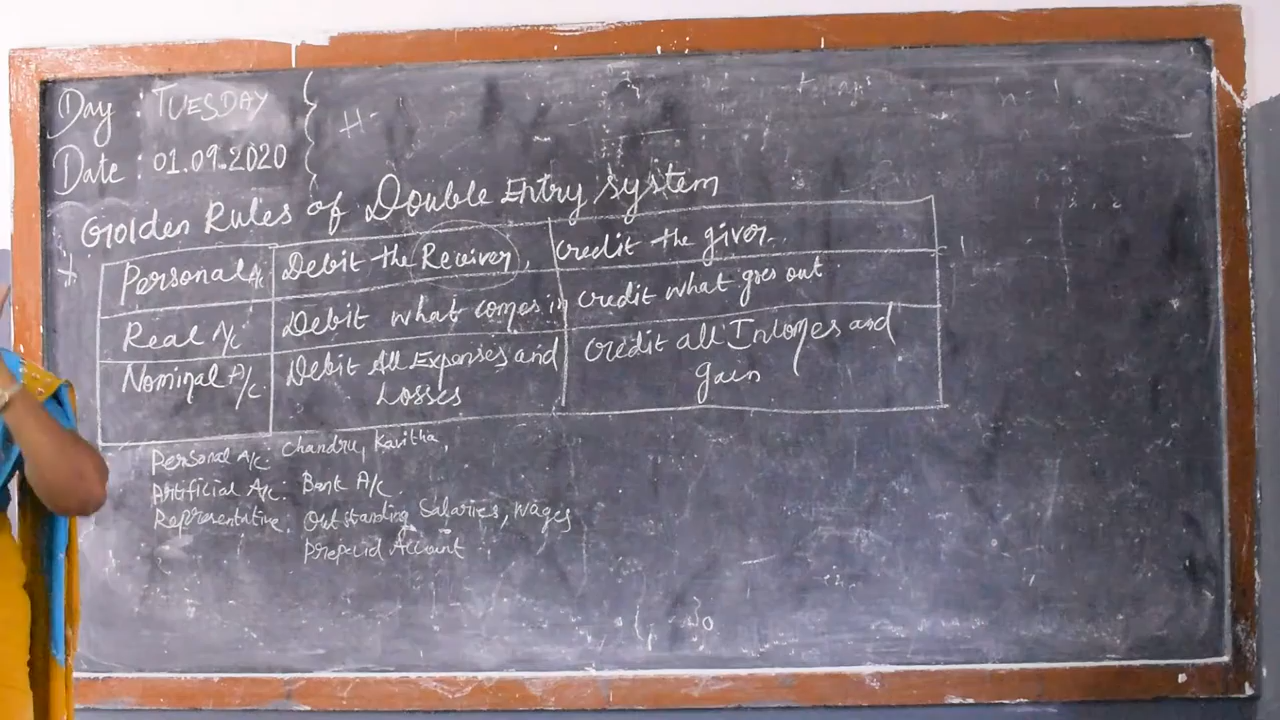 Day : TUESDAY
Date : 01.09.2020
H-
Golden Rules of Double Entry system
Personal A/c Debit the Receiver, credit the giver.
Real A/c Debit what comes in credit what goes out
Nominal A/c Debit All Expenses and Losses credit all Incomes and gain
Personal A/c: Chandru, Kavitha,
Artificial A/c: Bank A/c.
Representative: Outstanding Salaries, wages
Prepaid Account